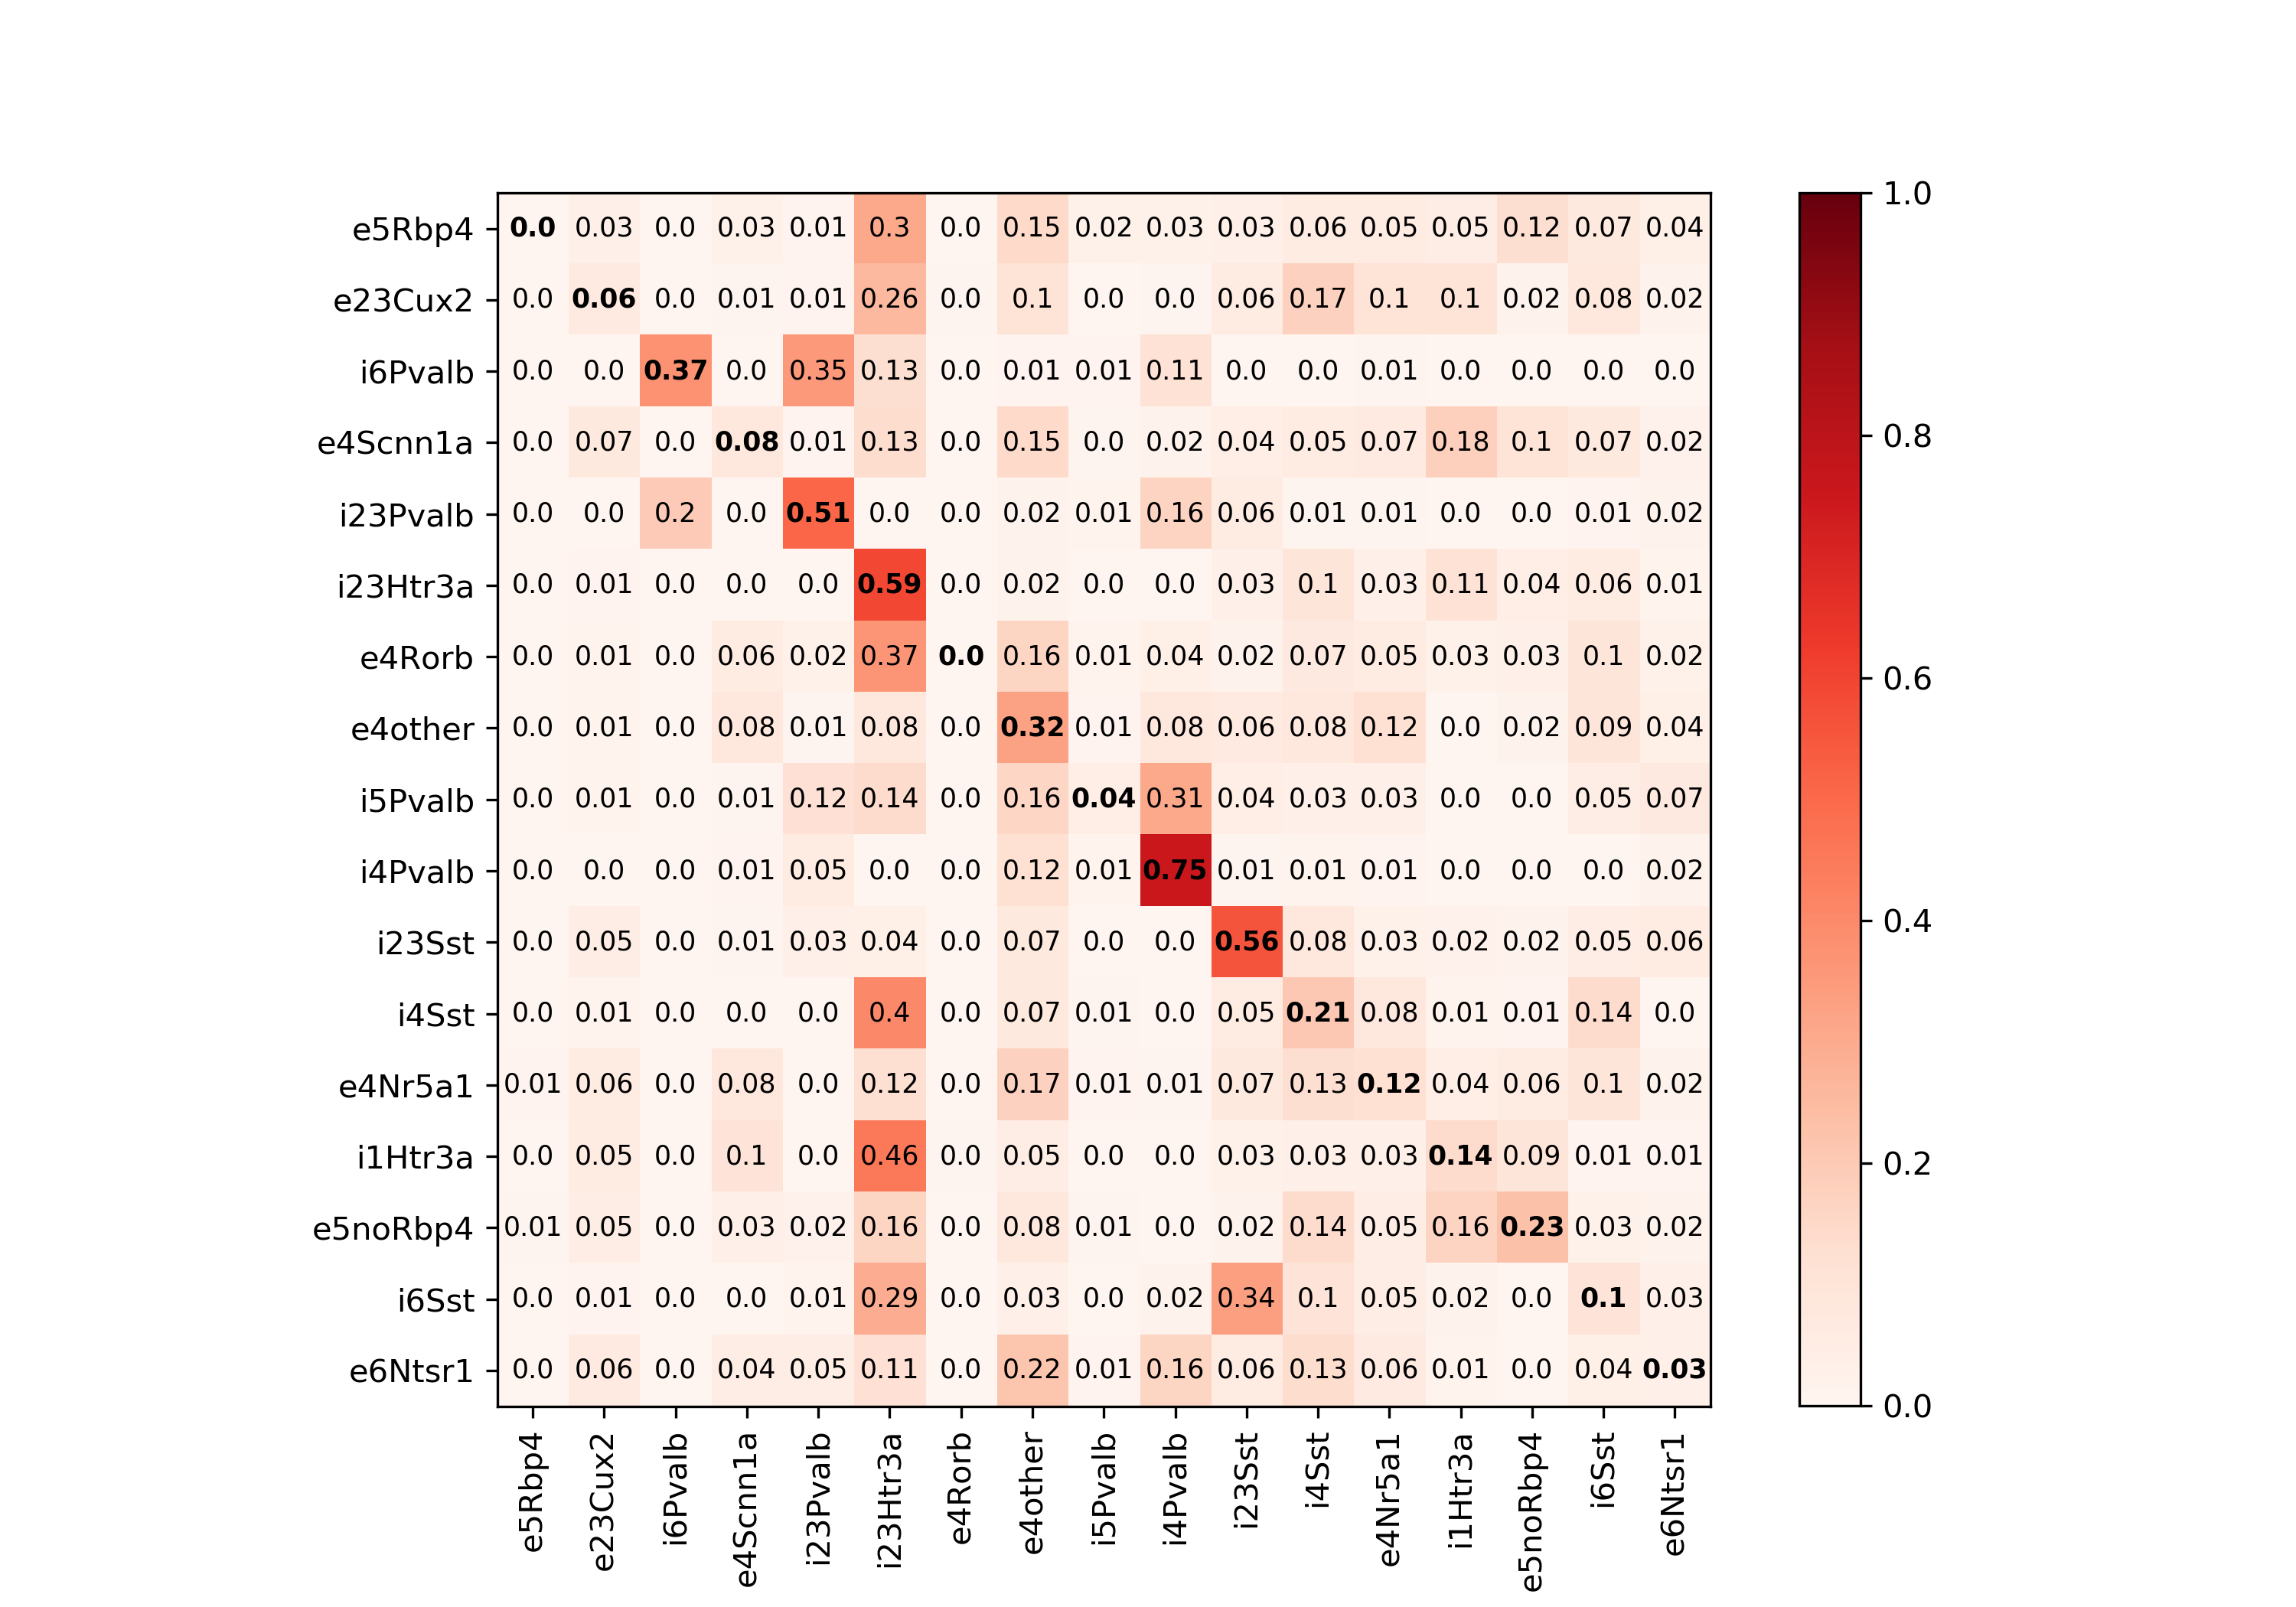 e5Rbp4 0.0 0.03 0.0 0.03 0.01 0.3 0.0 0.15 0.02 0.03 0.03 0.06 0.05 0.05 0.12 0.07 0.04
e23Cux2 0.0 0.06 0.0 0.01 0.01 0.26 0.0 0.1 0.0 0.0 0.06 0.17 0.1 0.1 0.02 0.08 0.02
i6Pvalb 0.0 0.0 0.37 0.0 0.35 0.13 0.0 0.01 0.01 0.11 0.0 0.0 0.01 0.0 0.0 0.0 0.0
e4Scnn1a 0.0 0.07 0.0 0.08 0.01 0.13 0.0 0.15 0.0 0.02 0.04 0.05 0.07 0.18 0.1 0.07 0.02
i23Pvalb 0.0 0.0 0.2 0.0 0.51 0.0 0.0 0.02 0.01 0.16 0.06 0.01 0.01 0.0 0.0 0.01 0.02
i23Htr3a 0.0 0.01 0.0 0.0 0.0 0.59 0.0 0.02 0.0 0.0 0.03 0.1 0.03 0.11 0.04 0.06 0.01
e4Rorb 0.0 0.01 0.0 0.06 0.02 0.37 0.0 0.16 0.01 0.04 0.02 0.07 0.05 0.03 0.03 0.1 0.02
e4other 0.0 0.01 0.0 0.08 0.01 0.08 0.0 0.32 0.01 0.08 0.06 0.08 0.12 0.0 0.02 0.09 0.04
i5Pvalb 0.0 0.01 0.0 0.01 0.12 0.14 0.0 0.16 0.04 0.31 0.04 0.03 0.03 0.0 0.0 0.05 0.07
i4Pvalb 0.0 0.0 0.0 0.01 0.05 0.0 0.0 0.12 0.01 0.75 0.01 0.01 0.01 0.0 0.0 0.0 0.02
i23Sst 0.0 0.05 0.0 0.01 0.03 0.04 0.0 0.07 0.0 0.0 0.56 0.08 0.03 0.02 0.02 0.05 0.06
i4Sst 0.0 0.01 0.0 0.0 0.0 0.4 0.0 0.07 0.01 0.0 0.05 0.21 0.08 0.01 0.01 0.14 0.0
e4Nr5a1 0.01 0.06 0.0 0.08 0.0 0.12 0.0 0.17 0.01 0.01 0.07 0.13 0.12 0.04 0.06 0.1 0.02
i1Htr3a 0.0 0.05 0.0 0.1 0.0 0.46 0.0 0.05 0.0 0.0 0.03 0.03 0.03 0.14 0.09 0.01 0.01
e5noRbp4 0.01 0.05 0.0 0.03 0.02 0.16 0.0 0.08 0.01 0.0 0.02 0.14 0.05 0.16 0.23 0.03 0.02
i6Sst 0.0 0.01 0.0 0.0 0.01 0.29 0.0 0.03 0.0 0.02 0.34 0.1 0.05 0.02 0.0 0.1 0.03
e6Ntsr1 0.0 0.06 0.0 0.04 0.05 0.11 0.0 0.22 0.01 0.16 0.06 0.13 0.06 0.01 0.0 0.04 0.03
e5Rbp4
e23Cux2
i6Pvalb
e4Scnn1a
i23Pvalb
i23Htr3a
e4Rorb
e4other
i5Pvalb
i4Pvalb
i23Sst
i4Sst
e4Nr5a1
i1Htr3a
e5noRbp4
i6Sst
e6Ntsr1
1.0
0.8
0.6
0.4
0.2
0.0